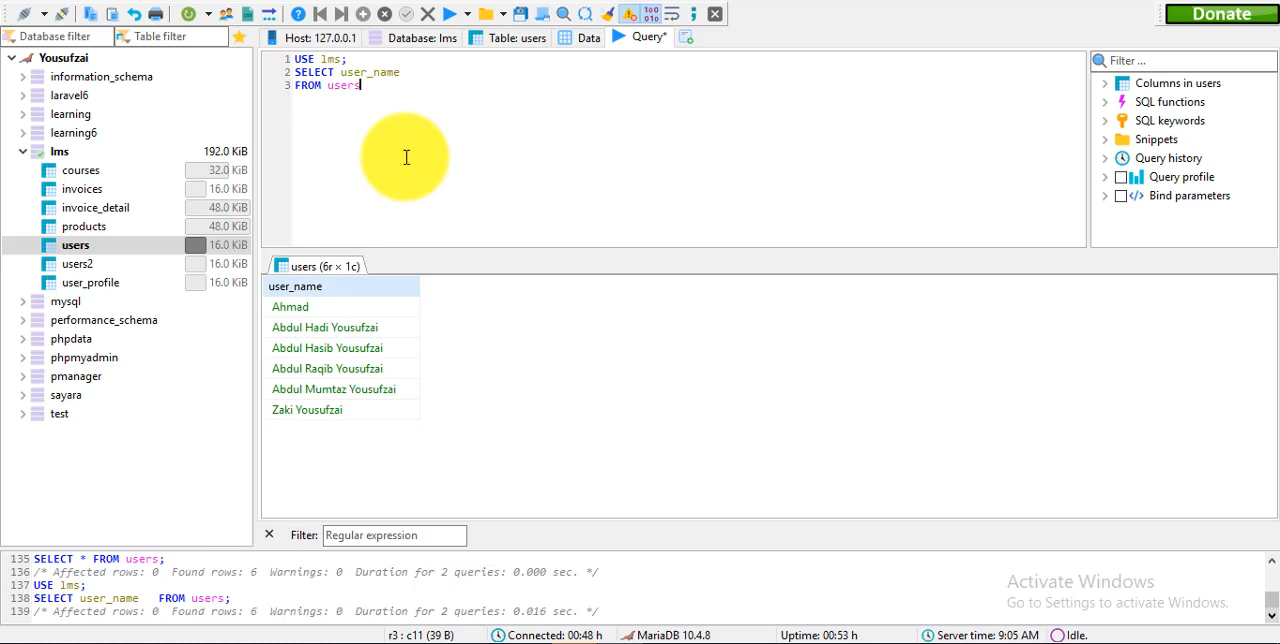 Donate
Database filter
Table filter
Host: 127.0.0.1
Database: lms
Table: users
Data
Query*
Yousufzai
information_schema
laravel6
learning
learning6
lms 192.0 KiB
courses 32.0 KiB
invoices 16.0 KiB
invoice_detail 48.0 KiB
products 48.0 KiB
users 16.0 KiB
users2 16.0 KiB
user_profile 16.0 KiB
mysql
performance_schema
phpdata
phpmyadmin
pmanager
sayara
test
1 USE lms;
2 SELECT user_name
3 FROM users
Filter ...
Columns in users
SQL functions
SQL keywords
Snippets
Query history
Query profile
Bind parameters
users (6r × 1c)
user_name
Ahmad
Abdul Hadi Yousufzai
Abdul Hasib Yousufzai
Abdul Raqib Yousufzai
Abdul Mumtaz Yousufzai
Zaki Yousufzai
Filter: Regular expression
135 SELECT * FROM users;
136 /* Affected rows: 0 Found rows: 6 Warnings: 0 Duration for 2 queries: 0.000 sec. */
137 USE lms;
138 SELECT user_name FROM users;
139 /* Affected rows: 0 Found rows: 6 Warnings: 0 Duration for 2 queries: 0.016 sec. */
Activate Windows
Go to Settings to activate Windows.
r3 : c11 (39 B)
Connected: 00:48 h
MariaDB 10.4.8
Uptime: 00:53 h
Server time: 9:05 AM
Idle.